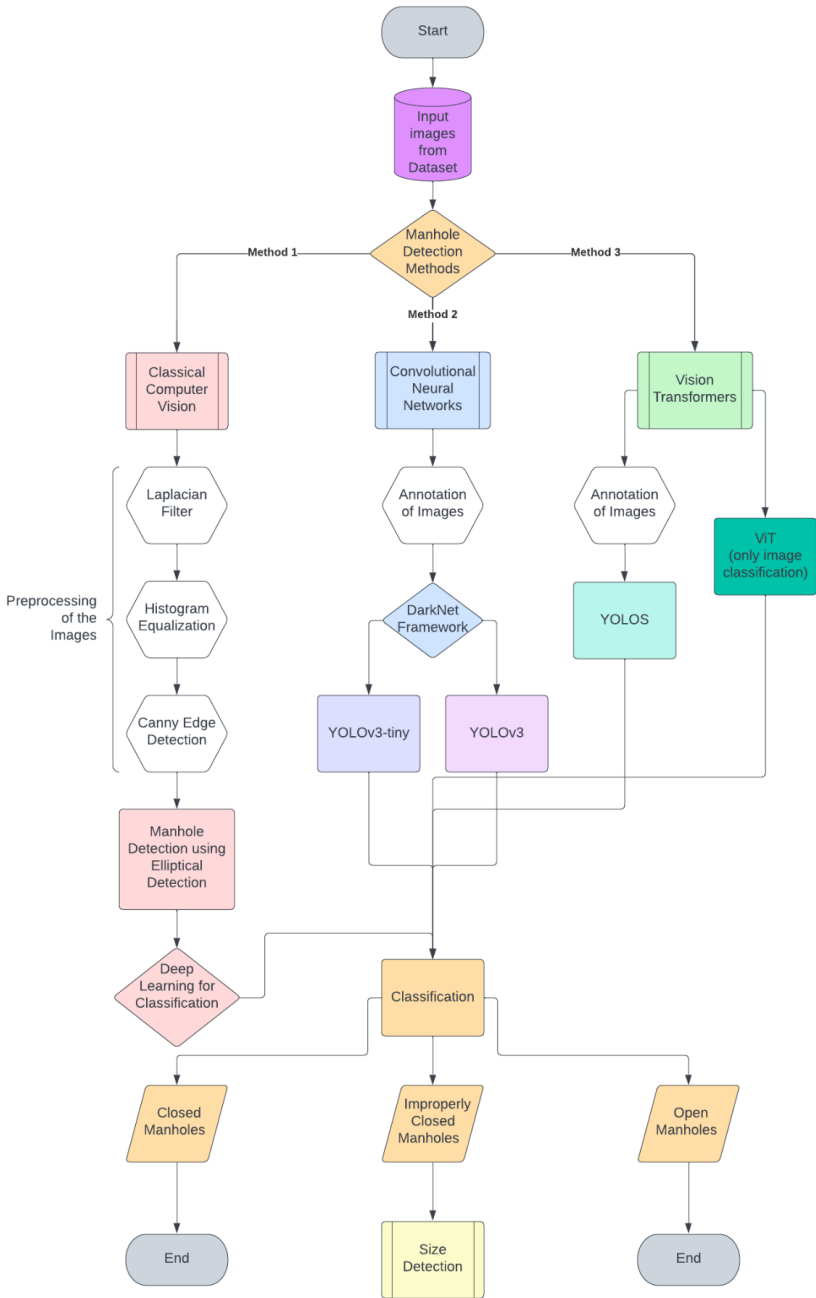 Start
Input
images
from
Dataset
Manhole
Detection
Methods
Method 1
Method 2
Method 3
Classical
Computer
Vision
Convolutional
Neural
Networks
Vision
Transformers
Laplacian
Filter
Annotation
of Images
Annotation
of Images
ViT
(only image
classification)
Preprocessing
of the
Images
Histogram
Equalization
DarkNet
Framework
YOLOS
Canny Edge
Detection
YOLOv3-tiny
YOLOv3
Manhole
Detection using
Elliptical
Detection
Deep
Learning for
Classification
Classification
Closed
Manholes
Improperly
Closed
Manholes
Open
Manholes
End
Size
Detection
End